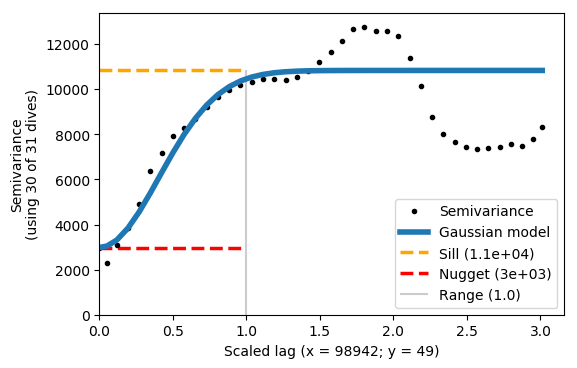 12000
10000
8000
6000
4000
2000
0
Semivariance
(using 30 of 31 dives)
Semivariance
Gaussian model
Sill (1.1e+04)
Nugget (3e+03)
Range (1.0)
0.0 0.5 1.0 1.5 2.0 2.5 3.0
Scaled lag (x = 98942; y = 49)